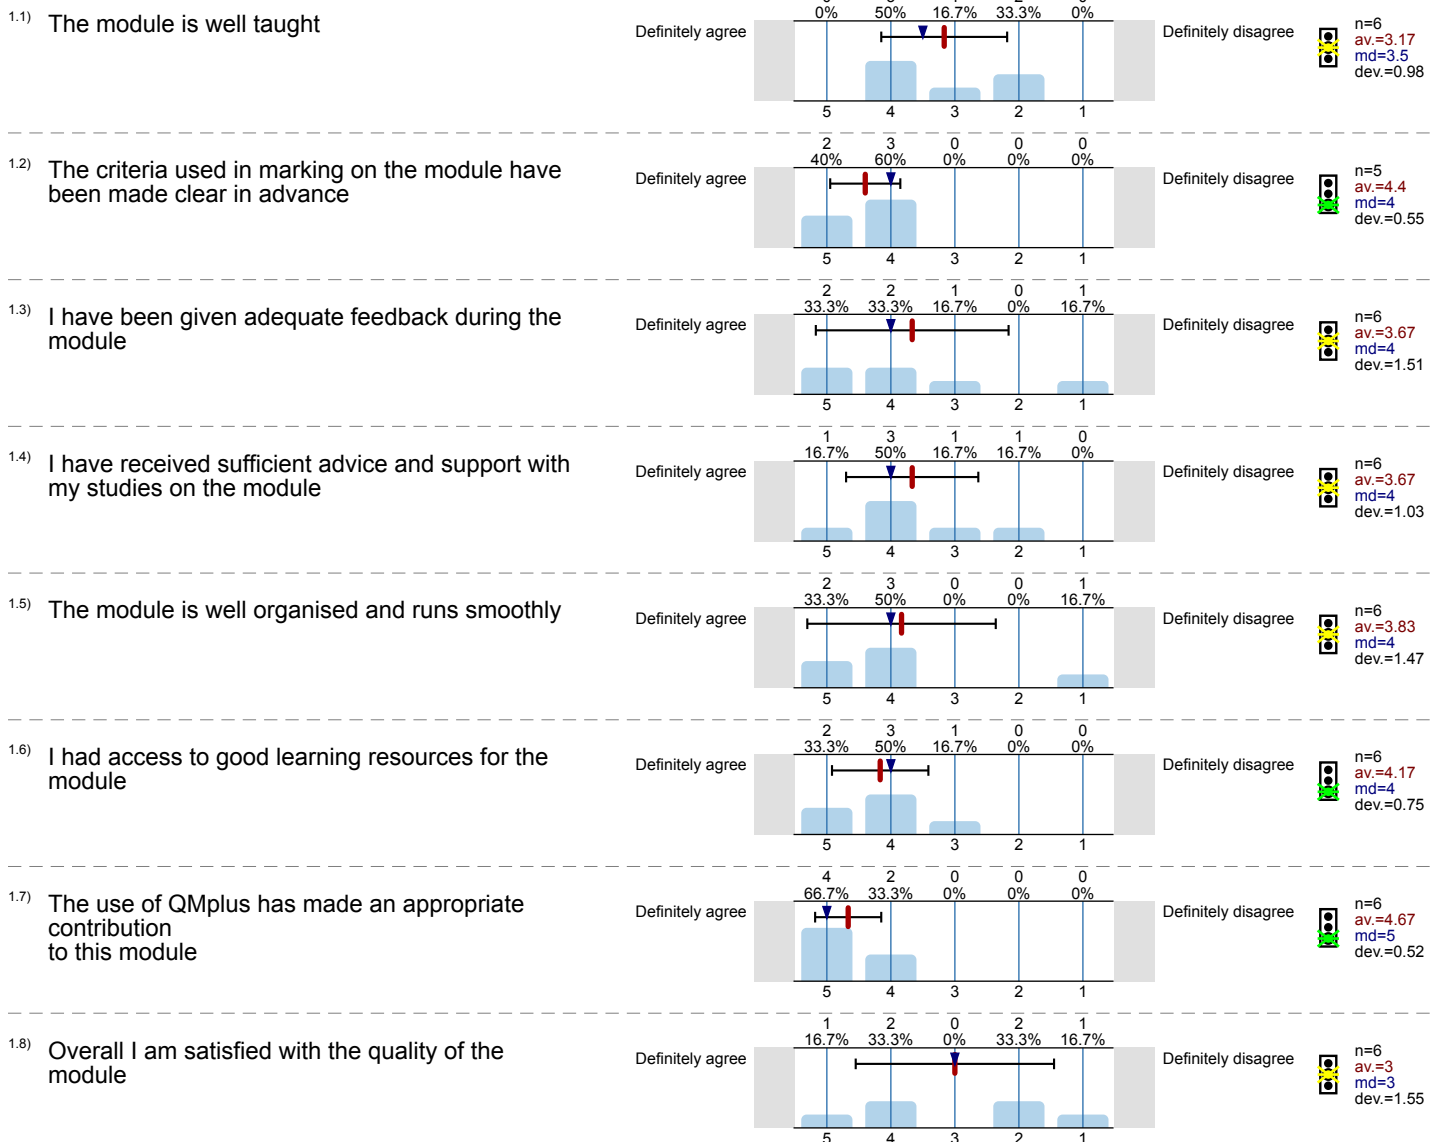 0% 50% 16.7% 33.3% 0%
1.1) The module is well taught
Definitely agree
Definitely disagree
n=6
av.=3.17
md=3.5
dev.=0.98
5 4 3 2 1
2 3 0 0 0
40% 60% 0% 0% 0%
1.2) The criteria used in marking on the module have
been made clear in advance
Definitely agree
Definitely disagree
n=5
av.=4.4
md=4
dev.=0.55
5 4 3 2 1
2 2 1 0 1
33.3% 33.3% 16.7% 0% 16.7%
1.3) I have been given adequate feedback during the
module
Definitely agree
Definitely disagree
n=6
av.=3.67
md=4
dev.=1.51
5 4 3 2 1
1 3 1 1 0
16.7% 50% 16.7% 16.7% 0%
1.4) I have received sufficient advice and support with
my studies on the module
Definitely agree
Definitely disagree
n=6
av.=3.67
md=4
dev.=1.03
5 4 3 2 1
2 3 0 0 1
33.3% 50% 0% 0% 16.7%
1.5) The module is well organised and runs smoothly
Definitely agree
Definitely disagree
n=6
av.=3.83
md=4
dev.=1.47
5 4 3 2 1
2 3 1 0 0
33.3% 50% 16.7% 0% 0%
1.6) I had access to good learning resources for the
module
Definitely agree
Definitely disagree
n=6
av.=4.17
md=4
dev.=0.75
5 4 3 2 1
4 2 0 0 0
66.7% 33.3% 0% 0% 0%
1.7) The use of QMplus has made an appropriate
contribution
to this module
Definitely agree
Definitely disagree
n=6
av.=4.67
md=5
dev.=0.52
5 4 3 2 1
1 2 0 2 1
16.7% 33.3% 0% 33.3% 16.7%
1.8) Overall I am satisfied with the quality of the
module
Definitely agree
Definitely disagree
n=6
av.=3
md=3
dev.=1.55
5 4 3 2 1